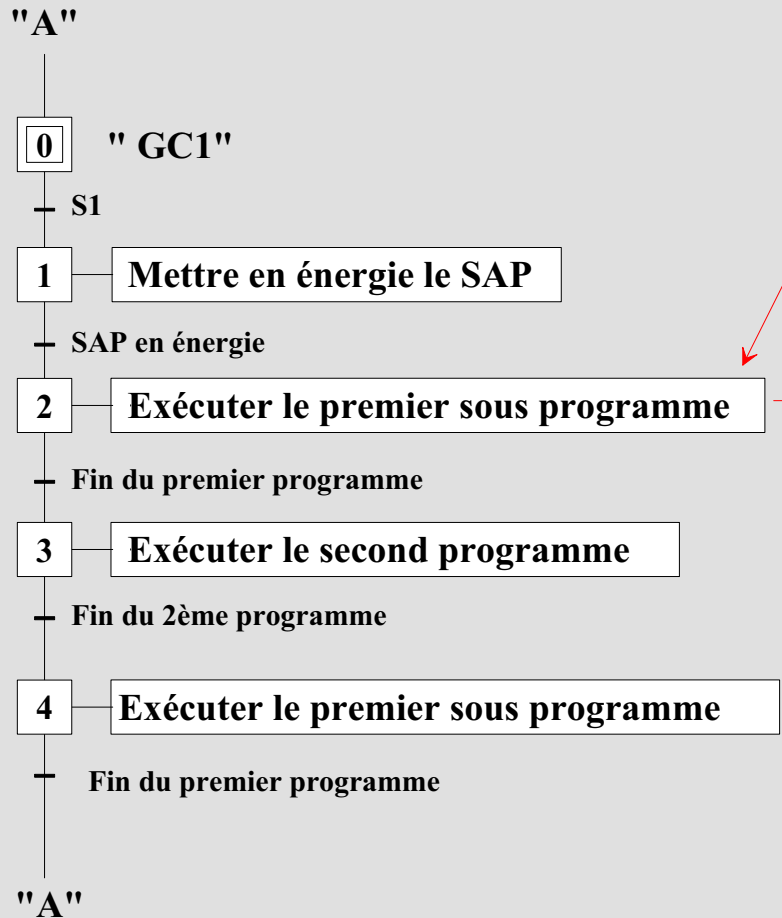 "A"
0 " GC1"
S1
1 Mettre en énergie le SAP
SAP en énergie
2 Exécuter le premier sous programme
Fin du premier programme
3 Exécuter le second programme
Fin du 2ème programme
4 Exécuter le premier sous programme
Fin du premier programme
"A"